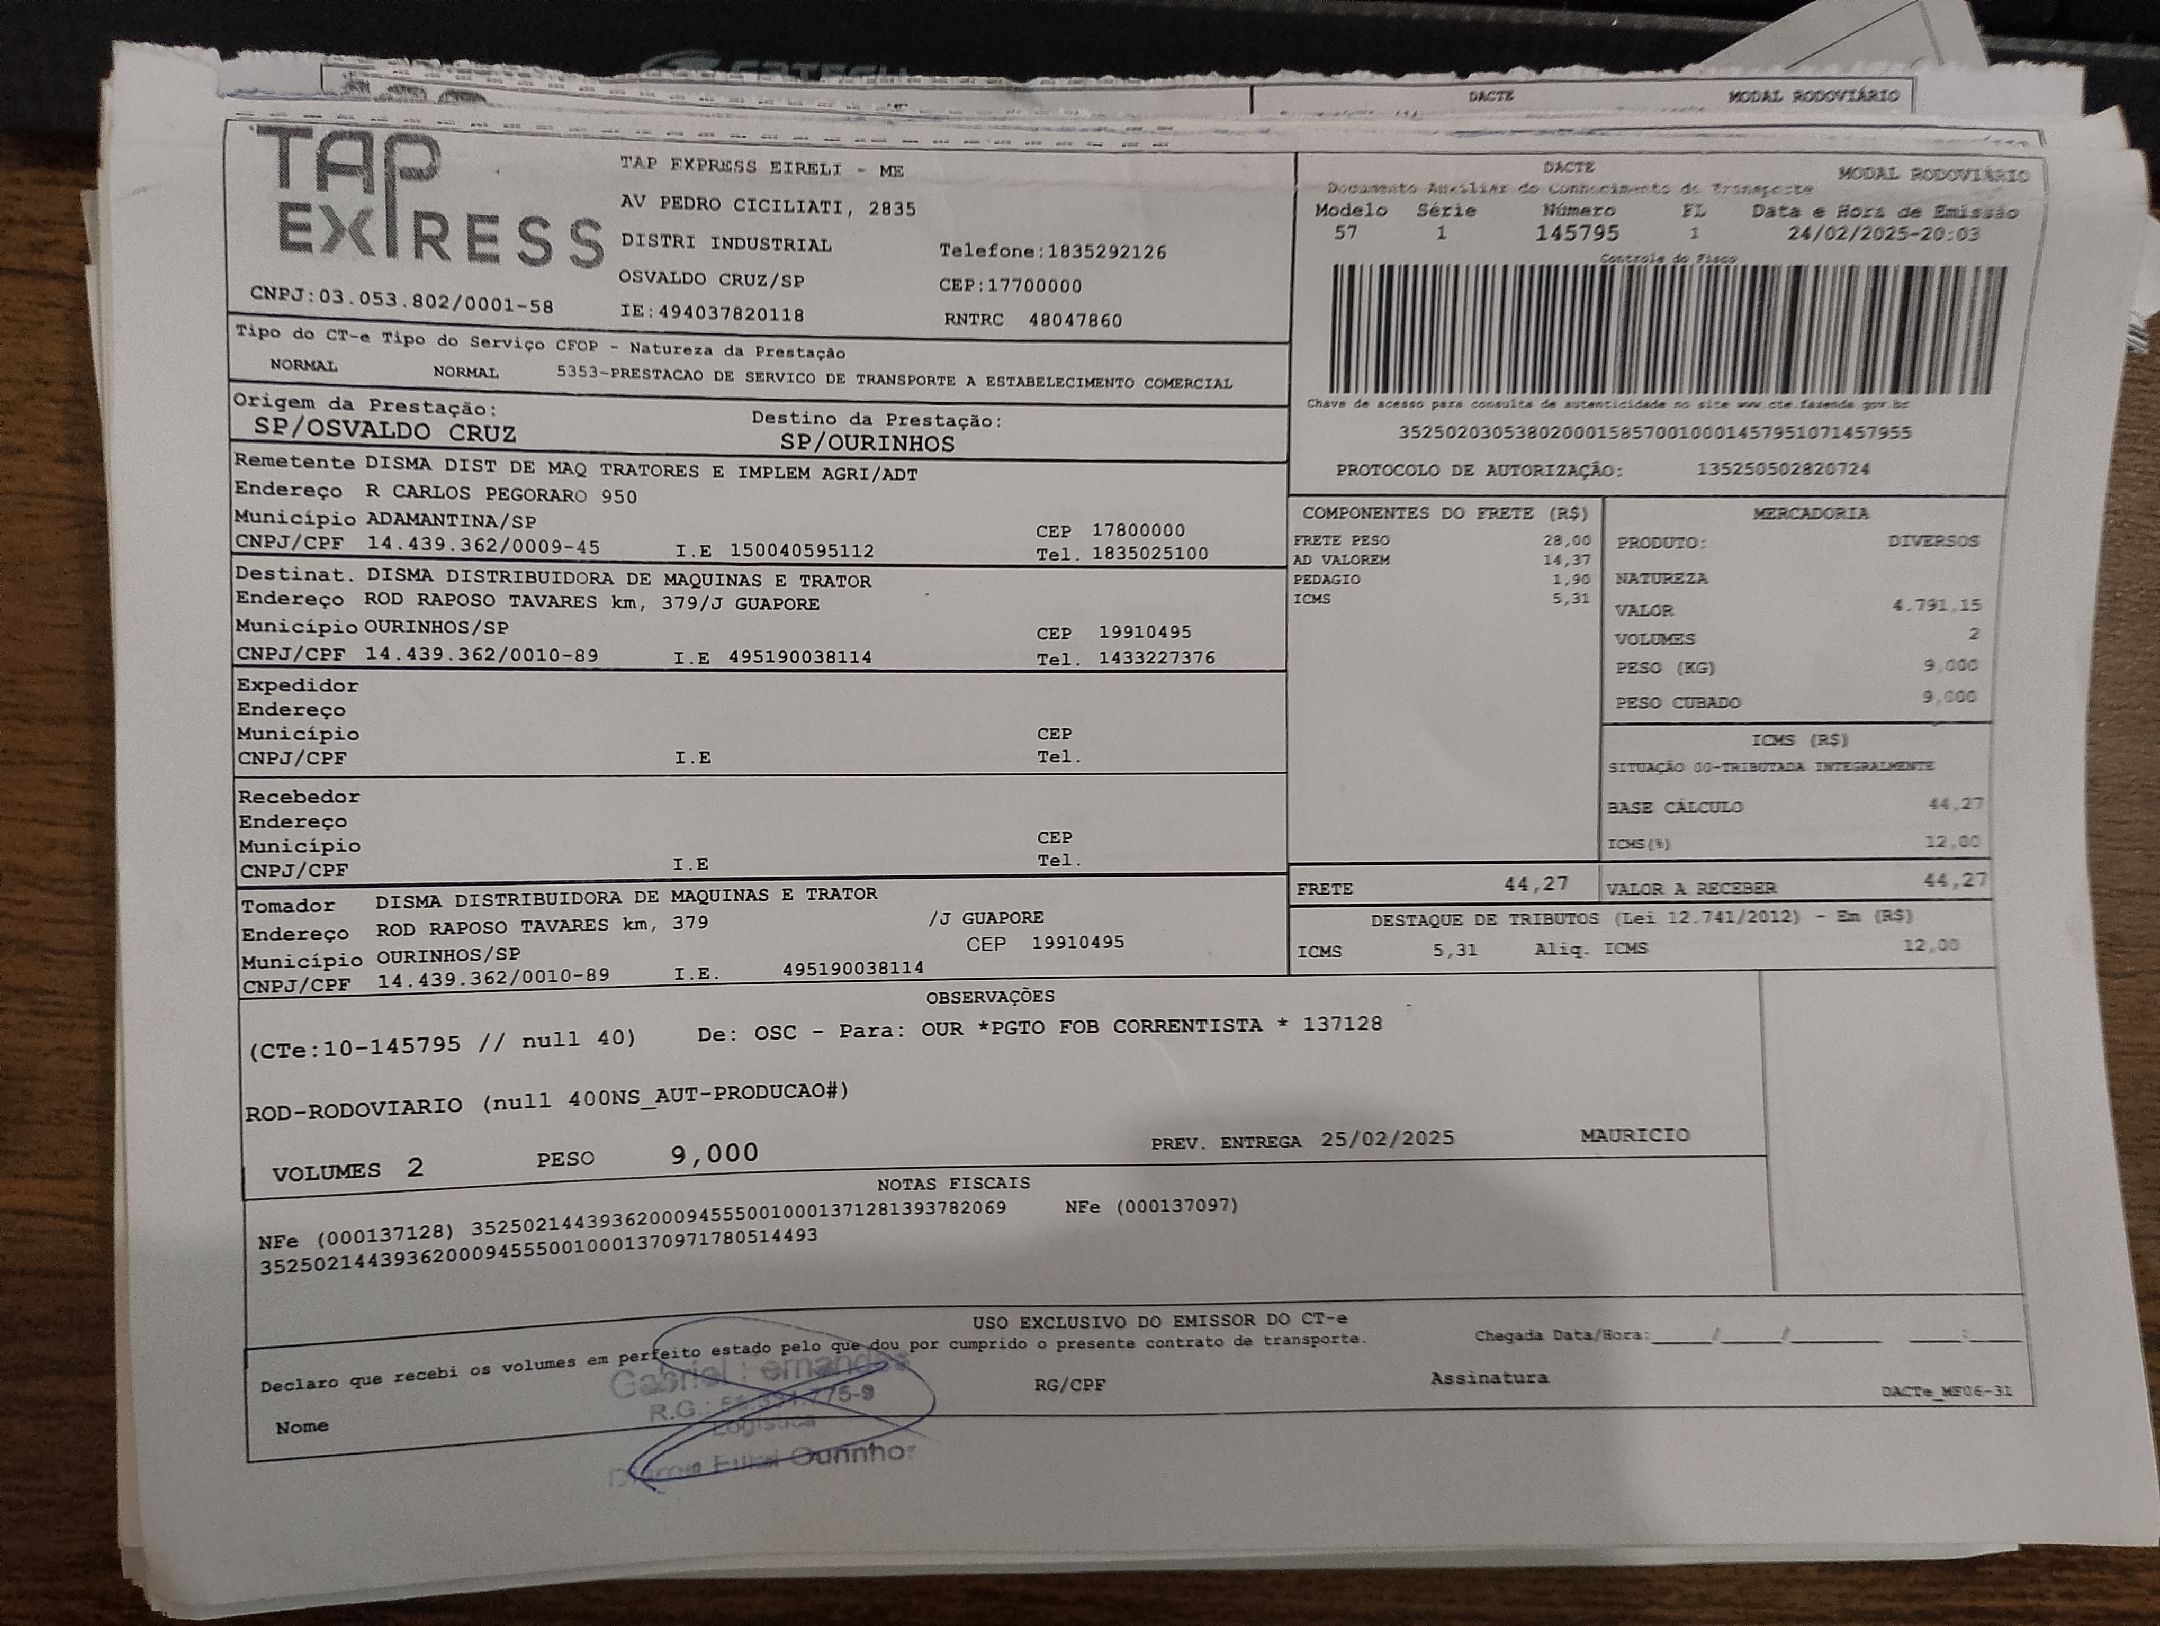 DACTE MODAL RODOVIÁRIO
TAP EXPRESS
TAP EXPRESS EIRELI - ME
AV PEDRO CICILIATI, 2835
DISTRI INDUSTRIAL Telefone:1835292126
OSVALDO CRUZ/SP CEP:17700000
CNPJ:03.053.802/0001-58 IE:494037820118 RNTRC 48047860
DACTE MODAL RODOVIÁRIO
Documento Auxiliar do Conhecimento de Transporte
Modelo Série Número FL Data e Hora de Emissão
57 1 145795 1 24/02/2025-20:03
Controle do Fisco
Chave de acesso para consulta de autenticidade no site www.cte.fazenda.gov.br
35250203053802000158570010001457951071457955
PROTOCOLO DE AUTORIZAÇÃO: 135250502820724
Tipo do CT-e Tipo do Serviço CFOP - Natureza da Prestação
NORMAL NORMAL 5353-PRESTACAO DE SERVICO DE TRANSPORTE A ESTABELECIMENTO COMERCIAL
Origem da Prestação: Destino da Prestação:
SP/OSVALDO CRUZ SP/OURINHOS
Remetente DISMA DIST DE MAQ TRATORES E IMPLEM AGRI/ADT
Endereço R CARLOS PEGORARO 950
Município ADAMANTINA/SP CEP 17800000
CNPJ/CPF 14.439.362/0009-45 I.E 150040595112 Tel. 1835025100
Destinat. DISMA DISTRIBUIDORA DE MAQUINAS E TRATOR
Endereço ROD RAPOSO TAVARES km, 379/J GUAPORE
Município OURINHOS/SP CEP 19910495
CNPJ/CPF 14.439.362/0010-89 I.E 495190038114 Tel. 1433227376
Expedidor
Endereço
Município CEP
CNPJ/CPF I.E Tel.
Recebedor
Endereço
Município CEP
CNPJ/CPF I.E Tel.
Tomador DISMA DISTRIBUIDORA DE MAQUINAS E TRATOR
Endereço ROD RAPOSO TAVARES km, 379 /J GUAPORE
Município OURINHOS/SP CEP 19910495
CNPJ/CPF 14.439.362/0010-89 I.E. 495190038114
COMPONENTES DO FRETE (R$)
FRETE PESO 28,00
AD VALOREM 14,37
PEDAGIO 1,90
ICMS 5,31
MERCADORIA
PRODUTO: DIVERSOS
NATUREZA
VALOR 4.791,15
VOLUMES 2
PESO (KG) 9,000
PESO CUBADO 9,000
ICMS (R$)
SITUAÇÃO 00-TRIBUTADA INTEGRALMENTE
BASE CÁLCULO 44,27
ICMS(%) 12,00
FRETE 44,27 VALOR A RECEBER 44,27
DESTAQUE DE TRIBUTOS (Lei 12.741/2012) - Em (R$)
ICMS 5,31 Aliq. ICMS 12,00
OBSERVAÇÕES
(CTe:10-145795 // null 40) De: OSC - Para: OUR *PGTO FOB CORRENTISTA * 137128
ROD-RODOVIARIO (null 400NS_AUT-PRODUCAO#)
VOLUMES 2 PESO 9,000 PREV. ENTREGA 25/02/2025 MAURICIO
NOTAS FISCAIS
NFe (000137128) 35250214439362000945550010001371281393782069 NFe (000137097)
35250214439362000945550010001370971780514493
USO EXCLUSIVO DO EMISSOR DO CT-e
Declaro que recebi os volumes em perfeito estado pelo que dou por cumprido o presente contrato de transporte. Chegada Data/Hora:_____/_____/_______ ____:____
Nome RG/CPF Assinatura DACTe_MF06-31
Gabriel
R.G.:
Logística
Ourinhos